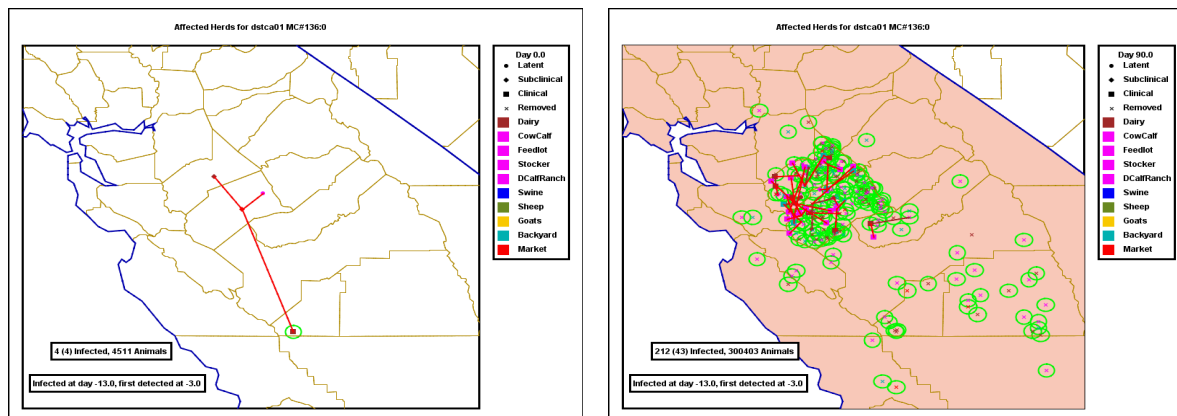 Affected Herds for dstca01 MC#136:0
Day 0.0
Latent
Subclinical
Clinical
Removed
Dairy
CowCalf
Feedlot
Stocker
DCalfRanch
Swine
Sheep
Goats
Backyard
Market
4 (4) Infected, 4511 Animals
Infected at day -13.0, first detected at -3.0
Affected Herds for dstca01 MC#136:0
Day 90.0
Latent
Subclinical
Clinical
Removed
Dairy
CowCalf
Feedlot
Stocker
DCalfRanch
Swine
Sheep
Goats
Backyard
Market
212 (43) Infected, 300403 Animals
Infected at day -13.0, first detected at -3.0